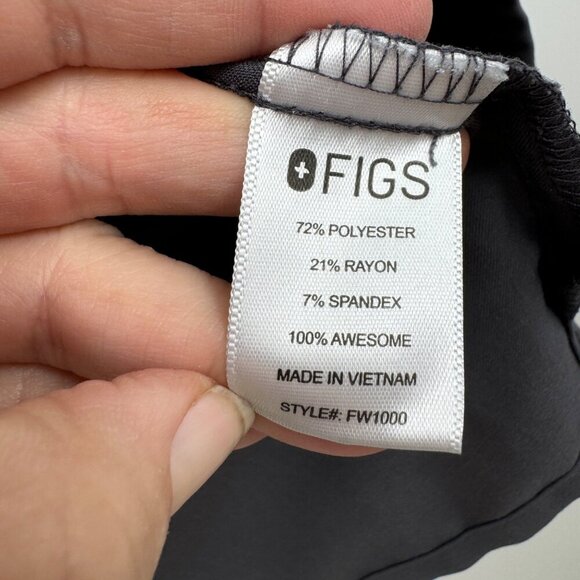 FIGS
72% POLYESTER
21% RAYON
7% SPANDEX
100% AWESOME
MADE IN VIETNAM
STYLE#: FW1000